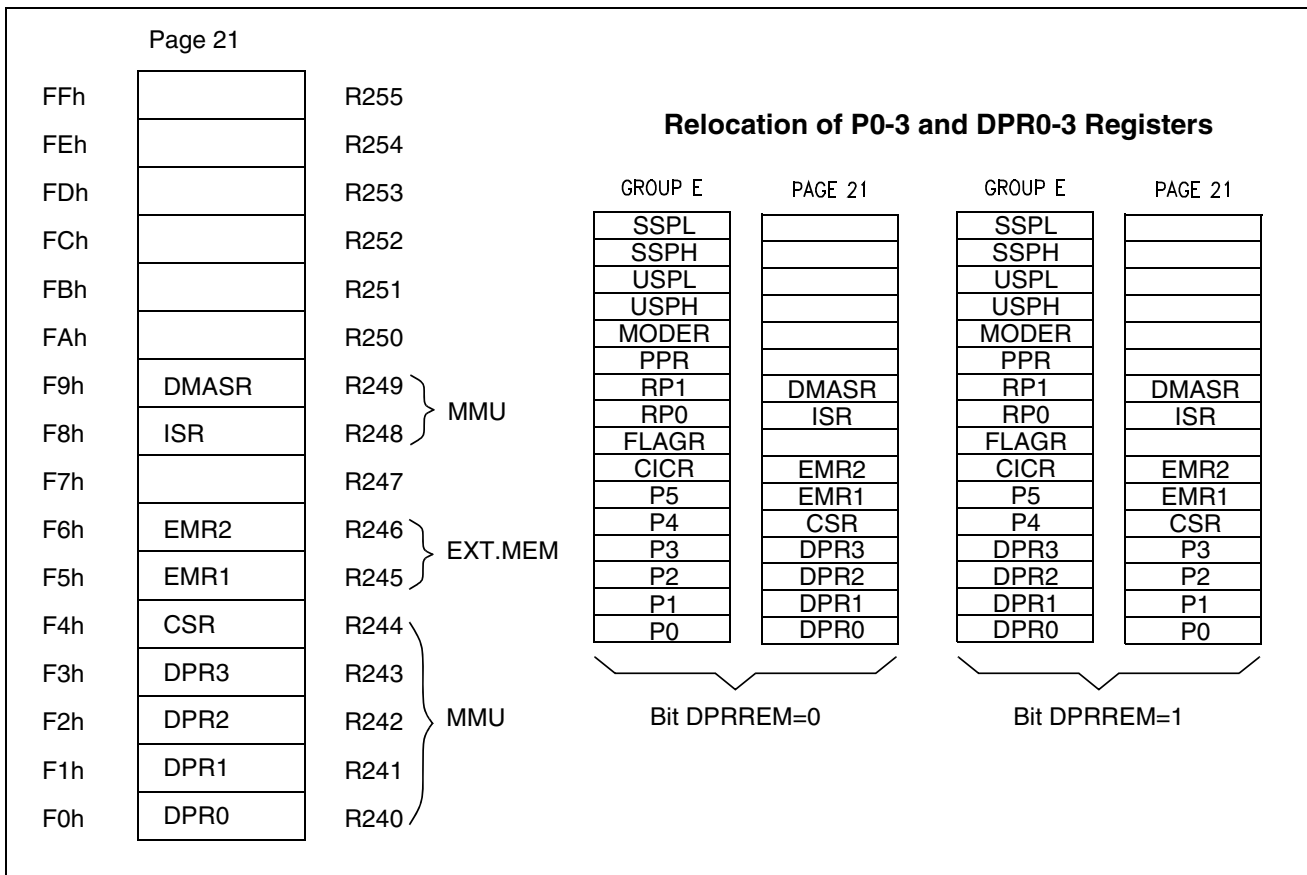 Page 21
FFh R255
FEh R254
FDh R253
FCh R252
FBh R251
FAh R250
F9h DMASR R249
MMU
F8h ISR R248
F7h R247
F6h EMR2 R246
EXT.MEM
F5h EMR1 R245
F4h CSR R244
F3h DPR3 R243
F2h DPR2 R242
MMU
F1h DPR1 R241
F0h DPR0 R240
Relocation of P0-3 and DPR0-3 Registers
GROUP E PAGE 21 GROUP E PAGE 21
SSPL SSPL
SSPH SSPH
USPL USPL
USPH USPH
MODER MODER
PPR PPR
RP1 DMASR RP1 DMASR
RP0 ISR RP0 ISR
FLAGR FLAGR
CICR EMR2 CICR EMR2
P5 EMR1 P5 EMR1
P4 CSR P4 CSR
P3 DPR3 DPR3 P3
P2 DPR2 DPR2 P2
P1 DPR1 DPR1 P1
P0 DPR0 DPR0 P0
Bit DPRREM=0 Bit DPRREM=1